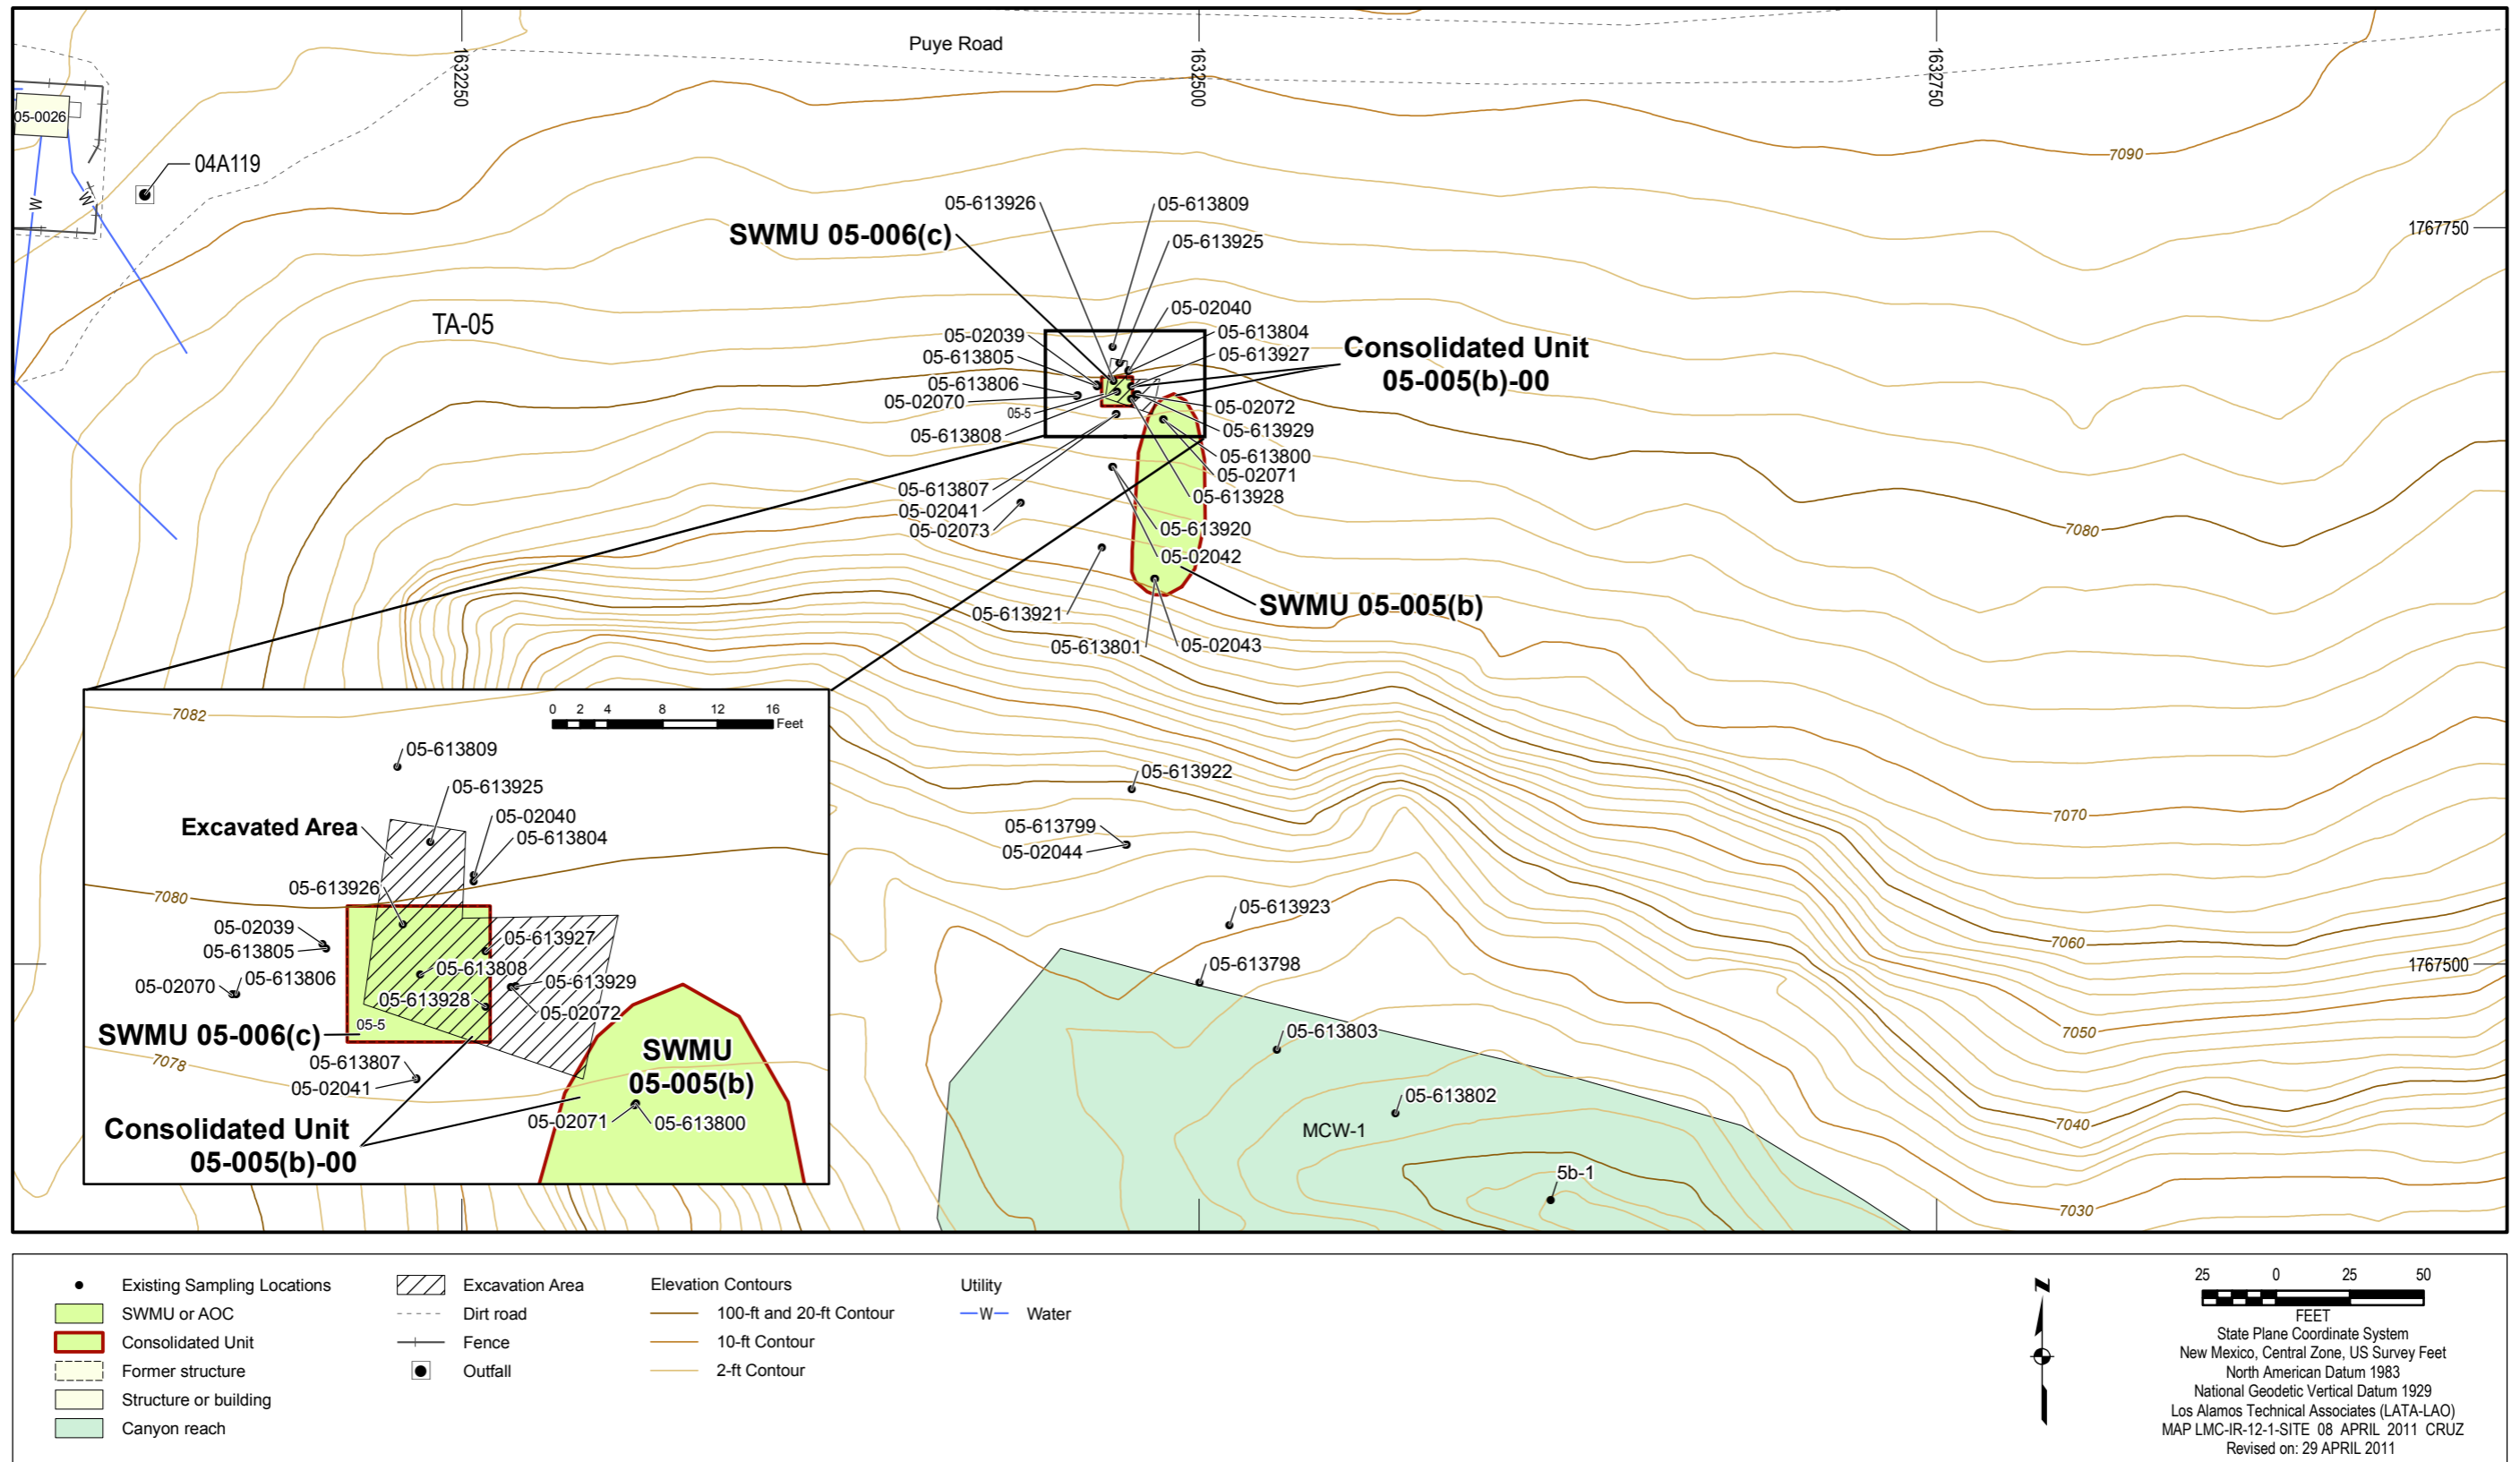 Puye Road
1632250
1632500
1632750
05-0026
04A119
7090
1767750
05-613926
05-613809
SWMU 05-006(c)
05-613925
TA-05
05-02040
05-02039
05-613804
05-613805
05-613927
Consolidated Unit
05-005(b)-00
05-613806
05-02070
05-5
05-02072
05-613808
05-613929
05-613800
05-02071
05-613807
05-613928
05-02041
05-02073
05-613920
7080
05-02042
05-613921
SWMU 05-005(b)
05-613801
05-02043
W
W
7082
0 2 4 8 12 16
Feet
05-613809
05-613925
05-02040
Excavated Area
05-613804
05-613926
7080
05-02039
05-613805
05-613927
05-613808
05-02070
05-613806
05-613929
05-613928
05-02072
05-5
SWMU 05-006(c)
7078
05-613807
05-02041
SWMU
05-005(b)
05-02071
05-613800
Consolidated Unit
05-005(b)-00
05-613922
7070
05-613799
05-02044
05-613923
7060
05-613798
1767500
05-613803
7050
05-613802
MCW-1
7040
5b-1
7030
Existing Sampling Locations
SWMU or AOC
Consolidated Unit
Former structure
Structure or building
Canyon reach
Excavation Area
Dirt road
Fence
Outfall
Elevation Contours
100-ft and 20-ft Contour
10-ft Contour
2-ft Contour
Utility
W Water
N
25 0 25 50
FEET
State Plane Coordinate System
New Mexico, Central Zone, US Survey Feet
North American Datum 1983
National Geodetic Vertical Datum 1929
Los Alamos Technical Associates (LATA-LAO)
MAP LMC-IR-12-1-SITE 08 APRIL 2011 CRUZ
Revised on: 29 APRIL 2011